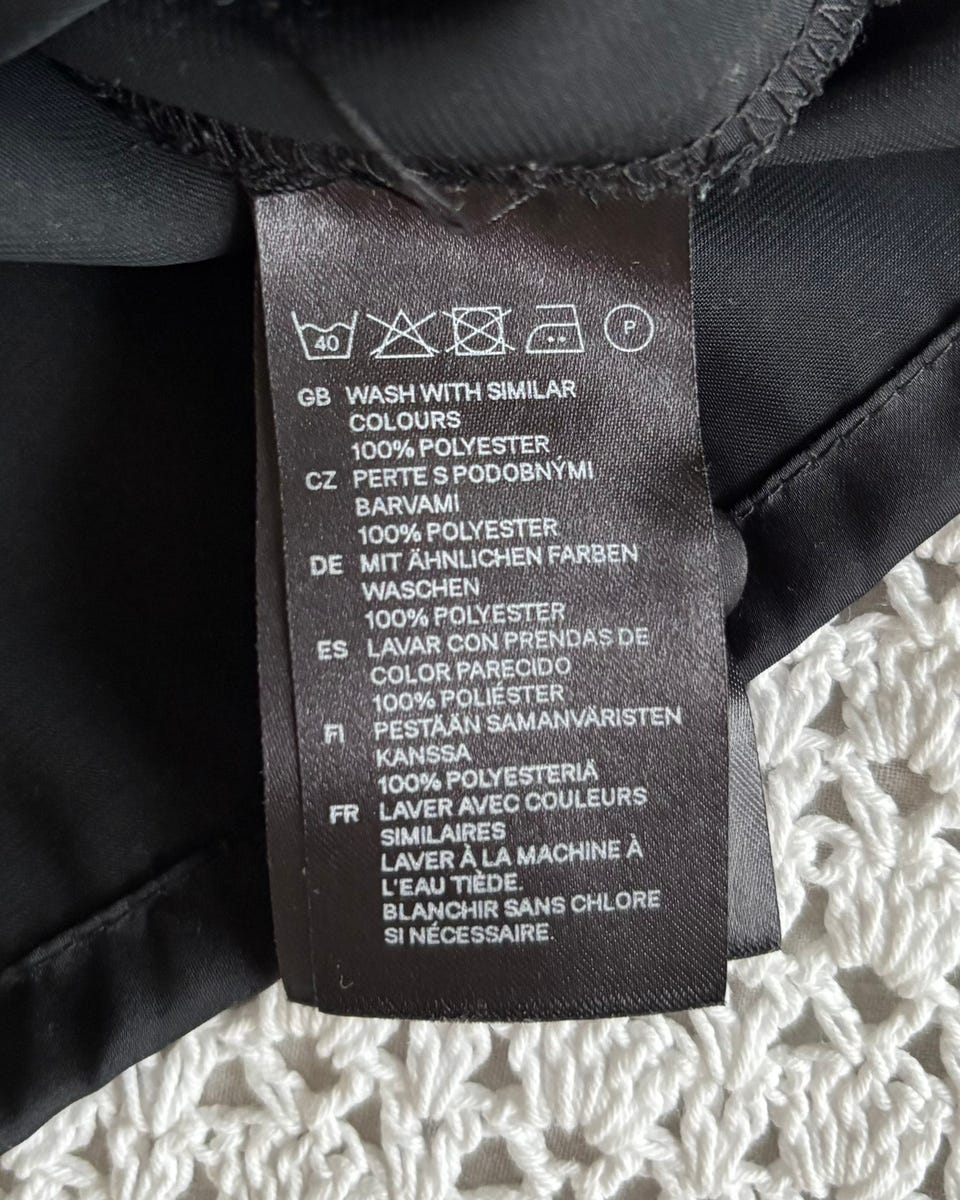 40 P
GB WASH WITH SIMILAR
COLOURS
100% POLYESTER
CZ PERTE S PODOBNÝMI
BARVAMI
100% POLYESTER
DE MIT ÄHNLICHEN FARBEN
WASCHEN
100% POLYESTER
ES LAVAR CON PRENDAS DE
COLOR PARECIDO
100% POLIÉSTER
FI PESTÄÄN SAMANVÄRISTEN
KANSSA
100% POLYESTERIÄ
FR LAVER AVEC COULEURS
SIMILAIRES
LAVER À LA MACHINE À
L'EAU TIÈDE.
BLANCHIR SANS CHLORE
SI NÉCESSAIRE.